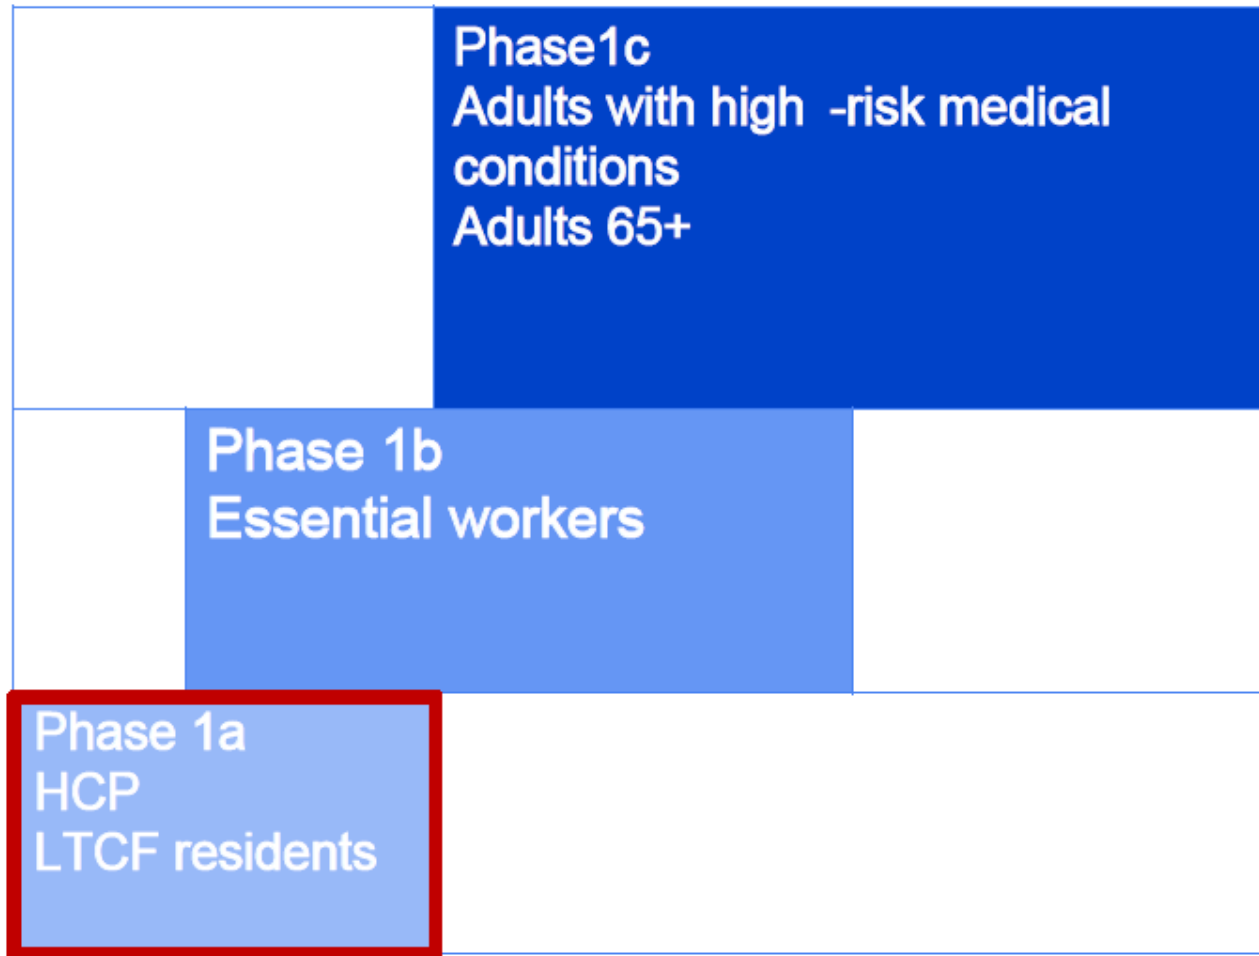 Phase1c
Adults with high -risk medical
conditions
Adults 65+
Phase 1b
Essential workers
Phase 1a
HCP
LTCF residents